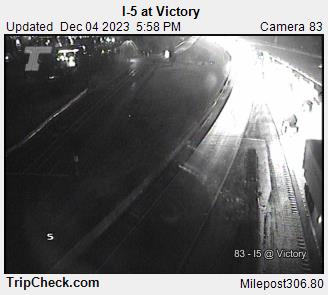 I-5 at Victory
Updated Dec 04 2023 5:58 PM Camera 83
T
S
83 - I5 @ Victory
TripCheck.com Milepost306.80